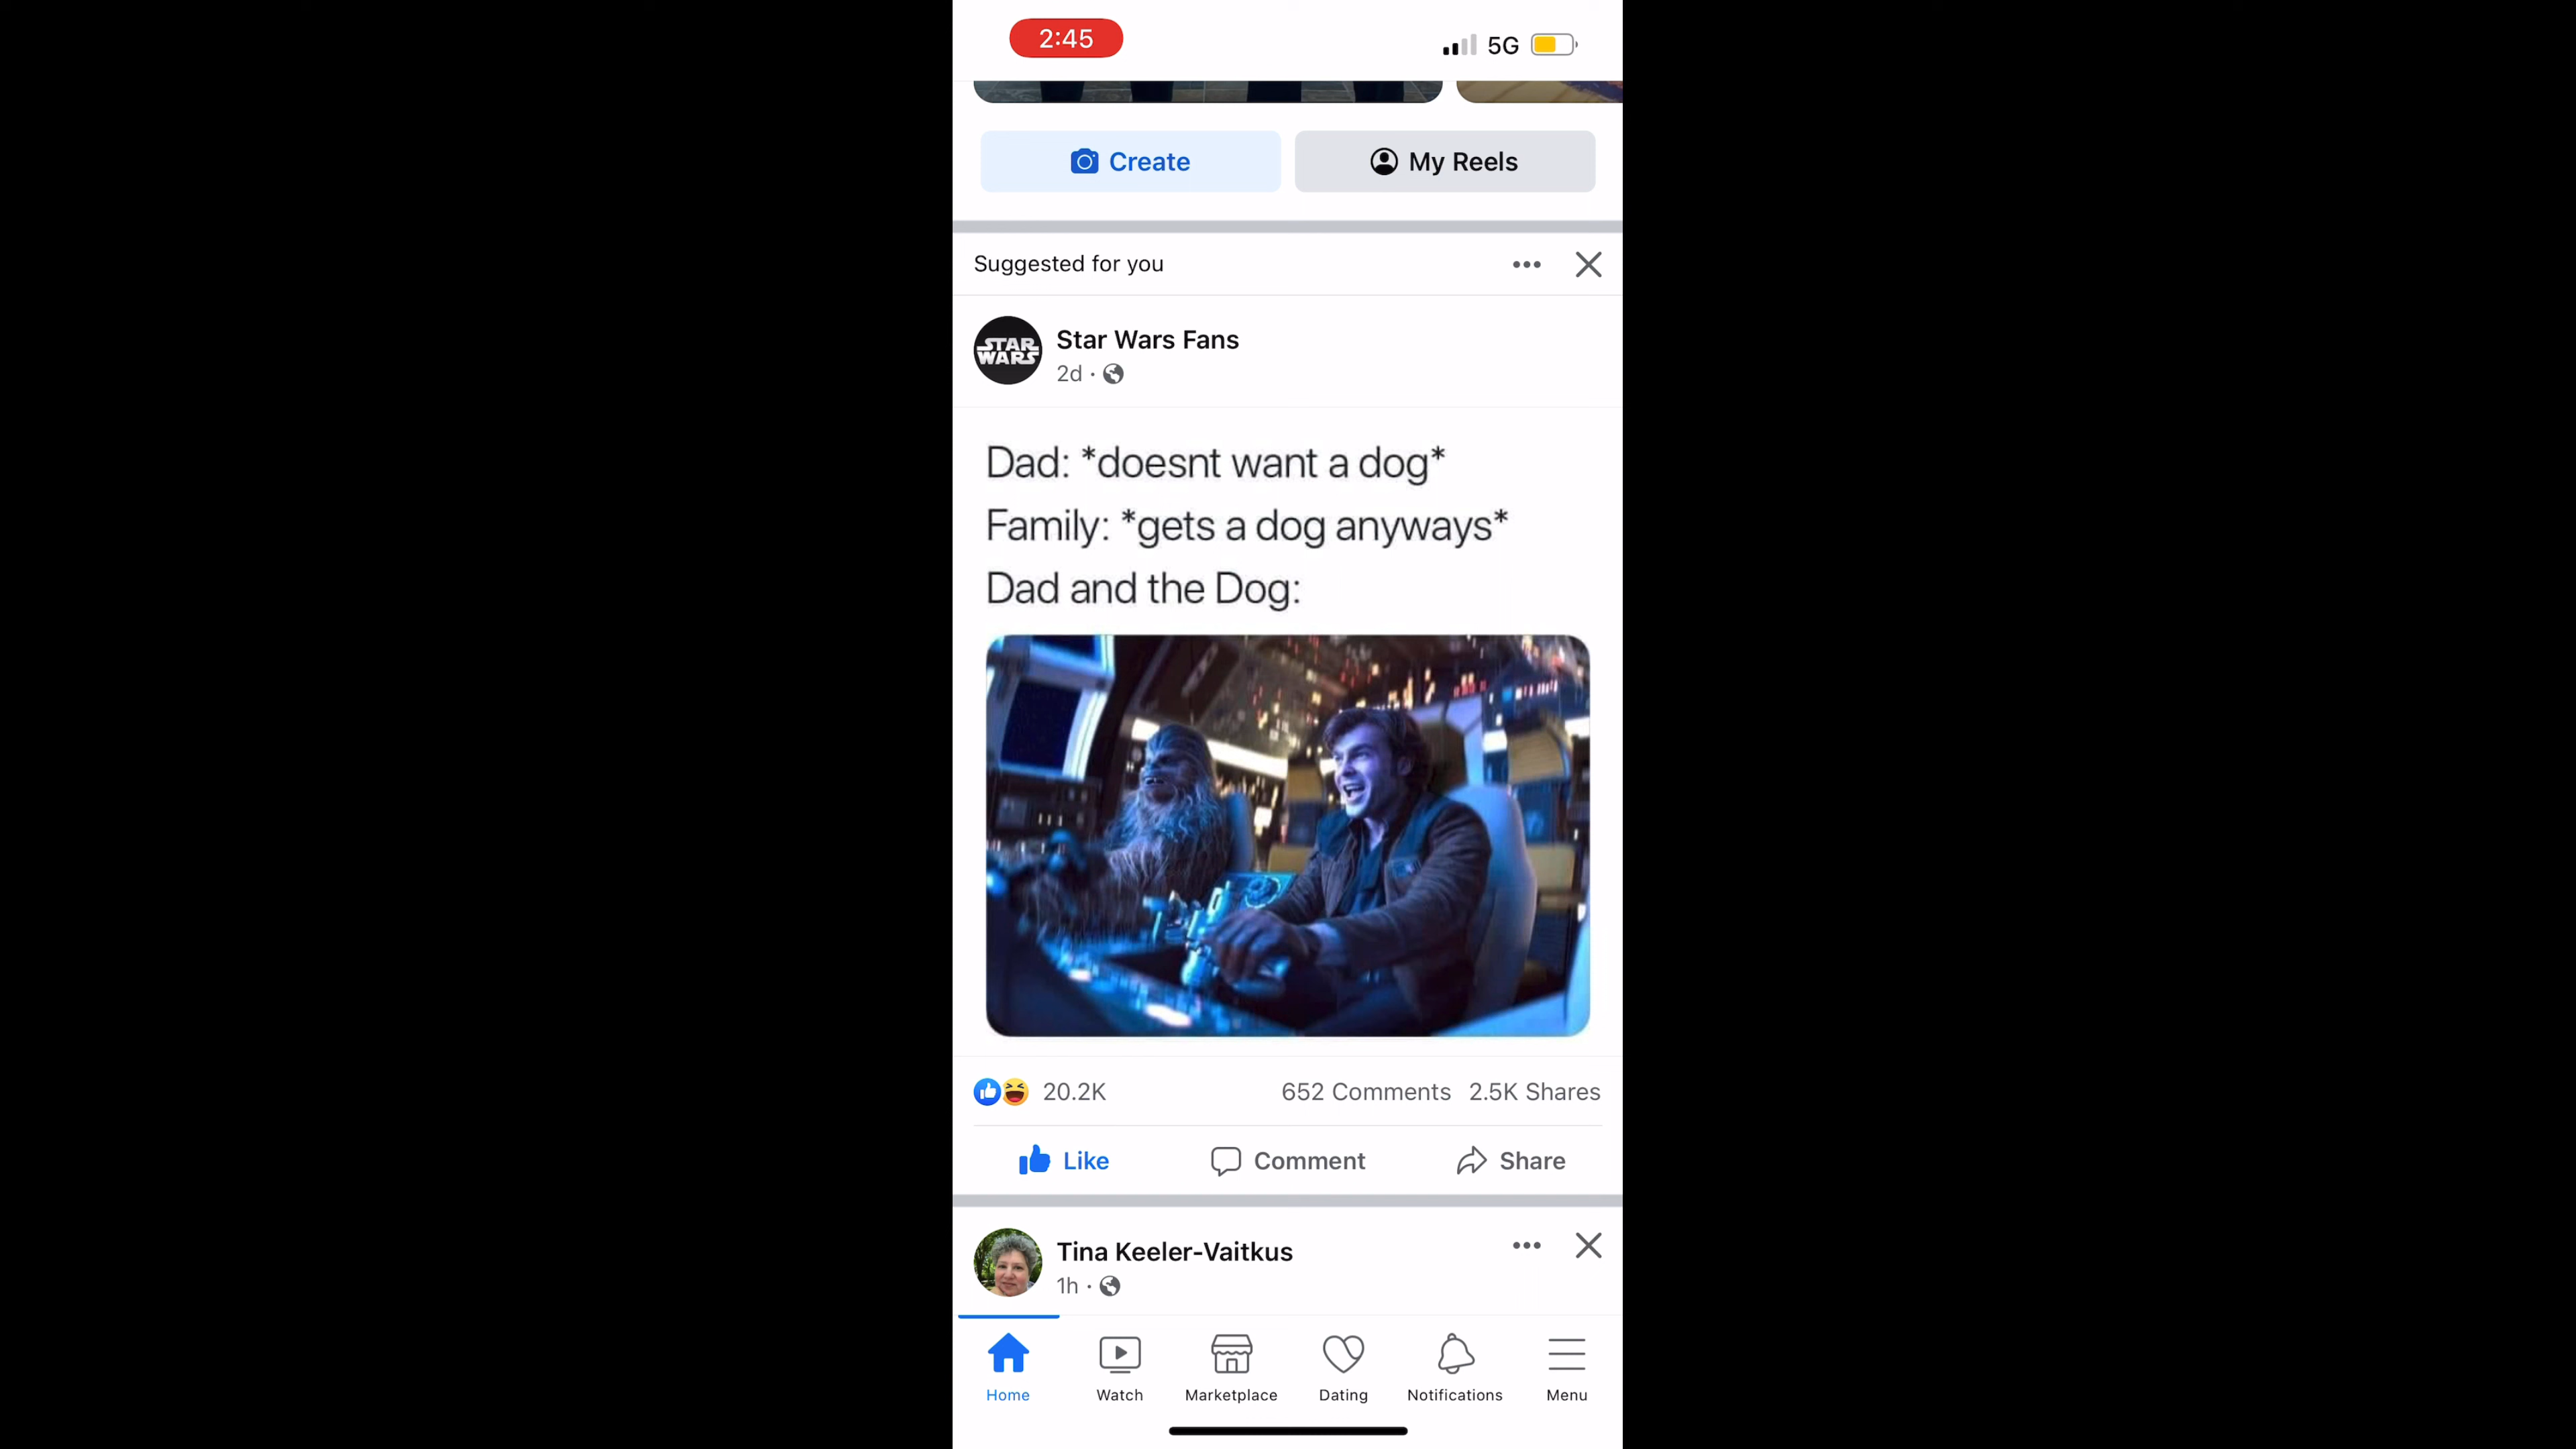 2:45
5G
Create
My Reels
Suggested for you
STAR
WARS
Star Wars Fans
2d ·
Dad: *doesnt want a dog*
Family: *gets a dog anyways*
Dad and the Dog:
20.2K
652 Comments 2.5K Shares
Like
Comment
Share
Tina Keeler-Vaitkus
1h ·
Home
Watch
Marketplace
Dating
Notifications
Menu